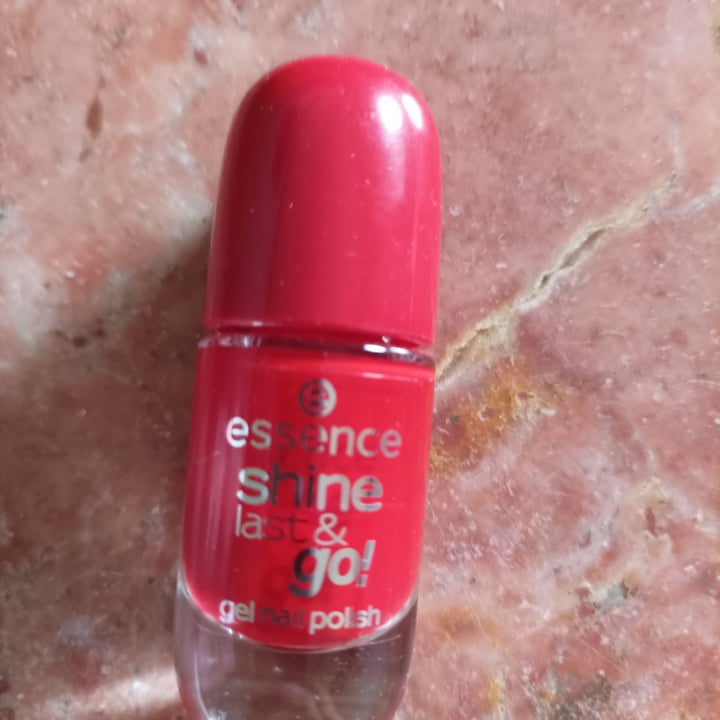 e
essence
shine
last &
go!
gel nail polish